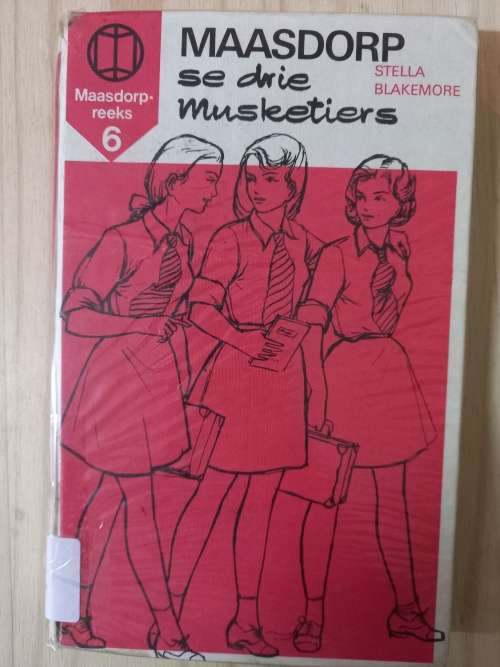 MAASDORP
se drie
Musketiers
STELLA
BLAKEMORE
Maasdorp-
reeks
6